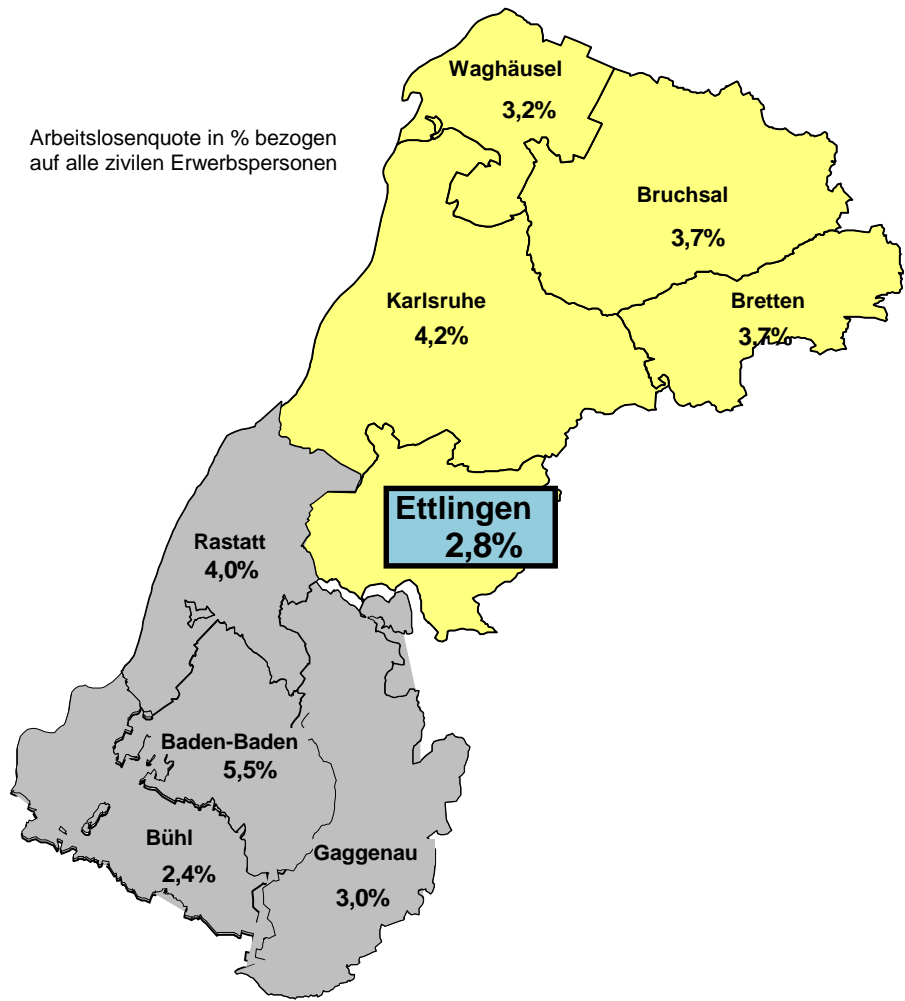 Waghäusel
3,2%
Arbeitslosenquote in % bezogen
auf alle zivilen Erwerbspersonen
Bruchsal
3,7%
Karlsruhe
4,2%
Bretten
3,7%
Ettlingen
2,8%
Rastatt
4,0%
Baden-Baden
5,5%
Bühl
2,4%
Gaggenau
3,0%